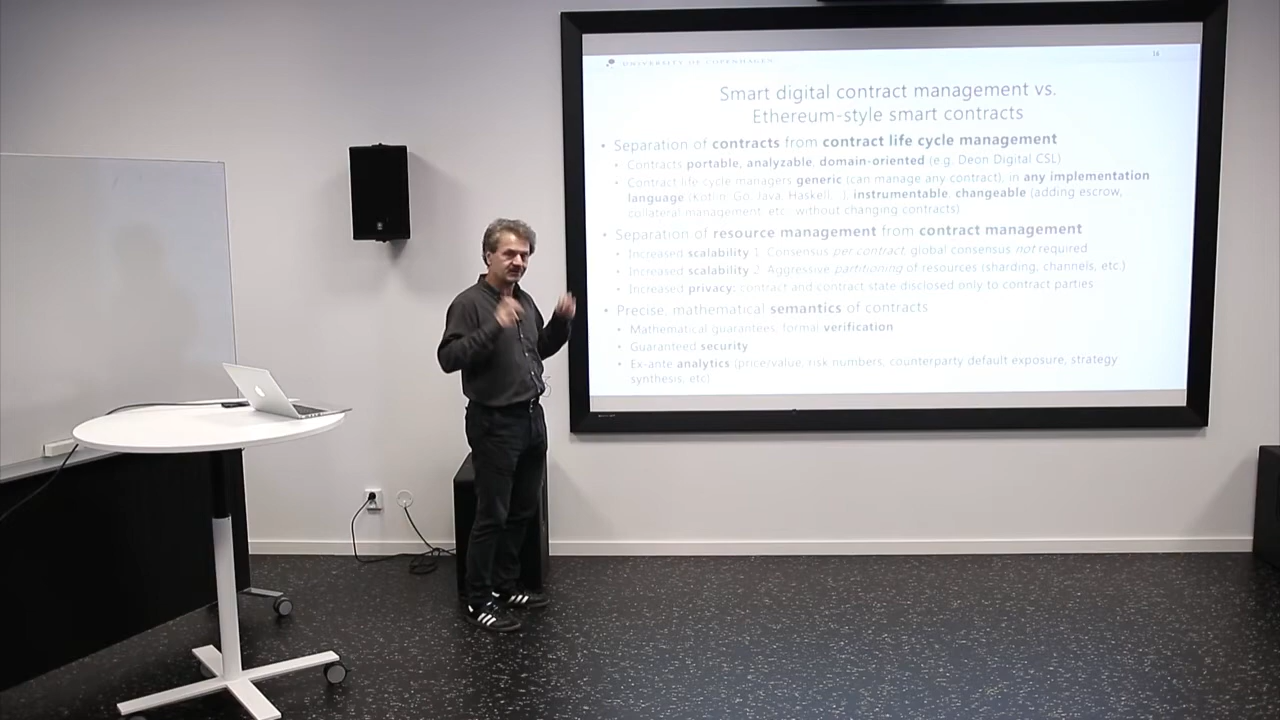 UNIVERSITY OF COPENHAGEN
16
Smart digital contract management vs.
Ethereum-style smart contracts
• Separation of contracts from contract life cycle management
• Contracts portable, analyzable, domain-oriented (e.g. Deon Digital CSL)
• Contract life cycle managers generic (can manage any contract), in any implementation
language (Kotlin, Go, Java, Haskell, ..), instrumentable, changeable (adding escrow,
collateral management, etc. without changing contracts)
• Separation of resource management from contract management
• Increased scalability 1: Consensus per contract, global consensus not required
• Increased scalability 2: Aggressive partitioning of resources (sharding, channels, etc.)
• Increased privacy: contract and contract state disclosed only to contract parties
• Precise, mathematical semantics of contracts
• Mathematical guarantees, formal verification
• Guaranteed security
• Ex-ante analytics (price/value, risk numbers, counterparty default exposure, strategy
synthesis, etc)